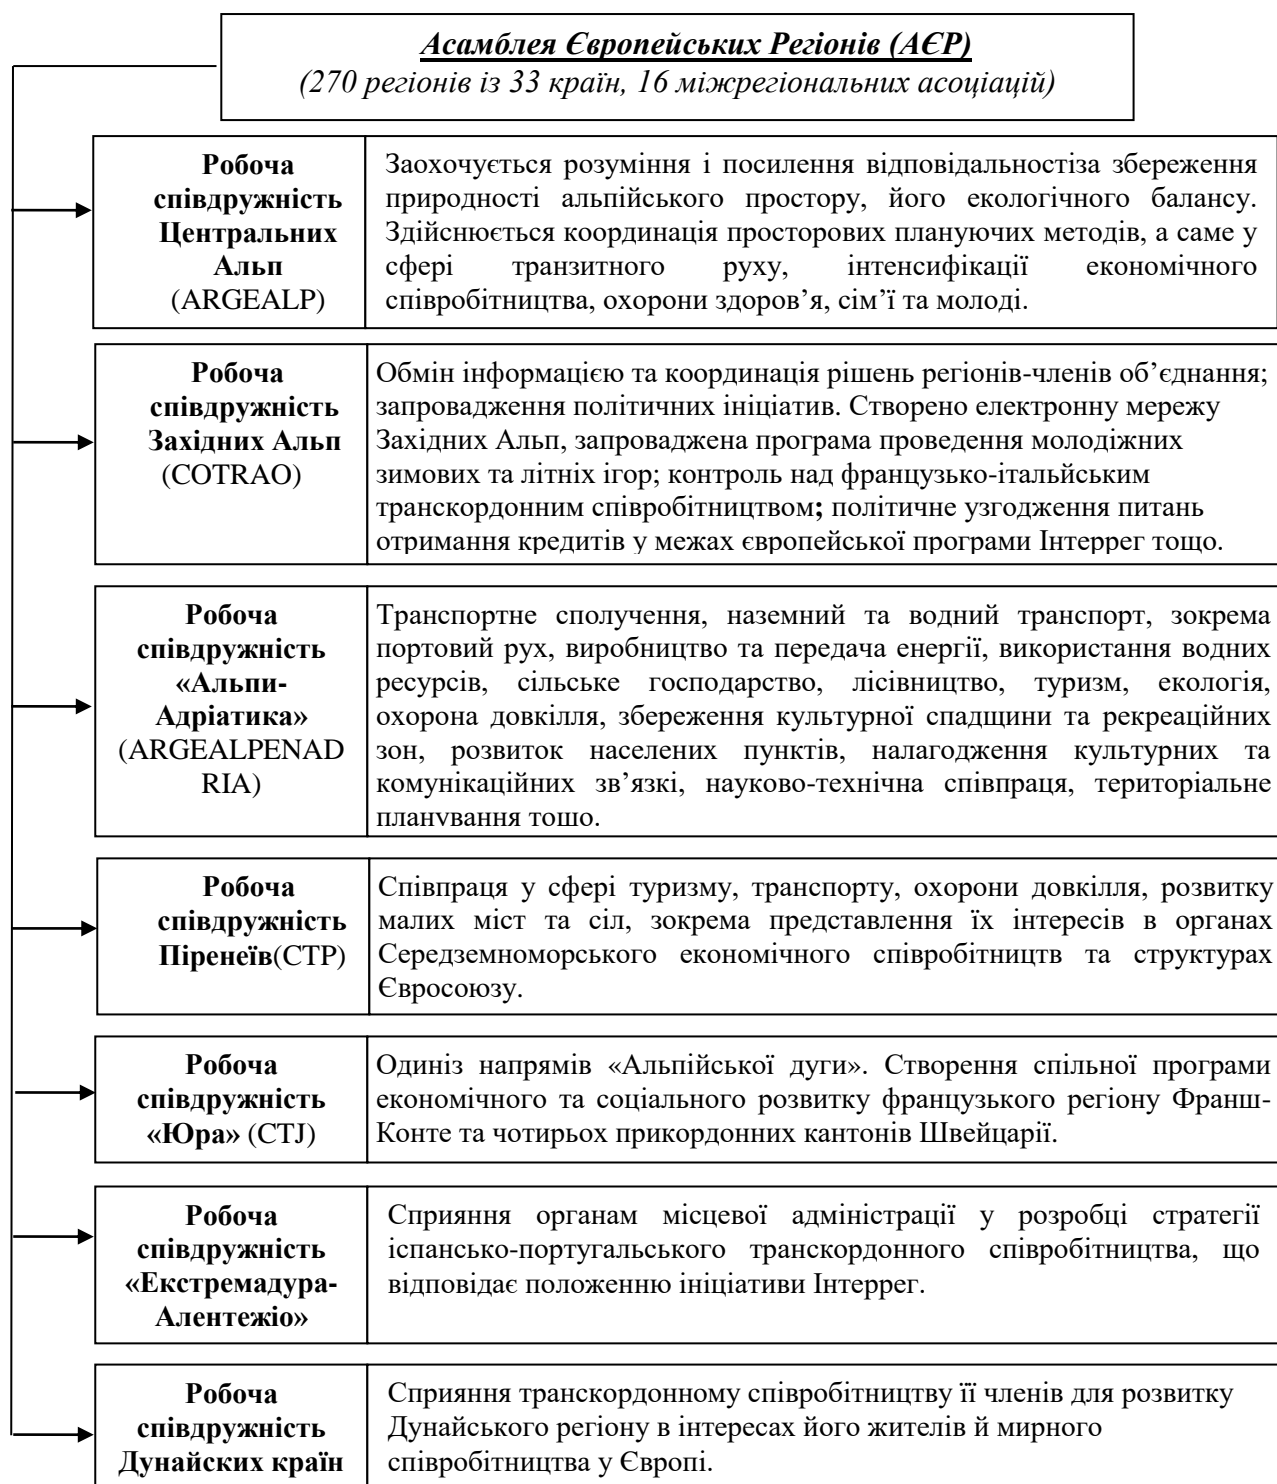 Асамблея Європейських Регіонів (АЄР)
(270 регіонів із 33 країн, 16 міжрегіональних асоціацій)
Робоча
співдружність
Центральних
Альп
(ARGEALP)
Заохочується розуміння і посилення відповідальностіза збереження
природності альпійського простору, його екологічного балансу.
Здійснюється координація просторових плануючих методів, а саме у
сфері транзитного руху, інтенсифікації економічного
співробітництва, охорони здоров’я, сім’ї та молоді.
Робоча
співдружність
Західних Альп
(COTRAO)
Обмін інформацією та координація рішень регіонів-членів об’єднання;
запровадження політичних ініціатив. Створено електронну мережу
Західних Альп, запроваджена програма проведення молодіжних
зимових та літніх ігор; контроль над французько-італьйським
транскордонним співробітництвом; політичне узгодження питань
отримання кредитів у межах європейської програми Інтеррег тощо.
Робоча
співдружність
«Альпи-
Адріатика»
(ARGEALPENAD
RIA)
Транспортне сполучення, наземний та водний транспорт, зокрема
портовий рух, виробництво та передача енергії, використання водних
ресурсів, сільське господарство, лісівництво, туризм, екологія,
охорона довкілля, збереження культурної спадщини та рекреаційних
зон, розвиток населених пунктів, налагодження культурних та
комунікаційних зв’язкі, науково-технічна співпраця, територіальне
планування тощо.
Робоча
співдружність
Піренеїв(CTP)
Співпраця у сфері туризму, транспорту, охорони довкілля, розвитку
малих міст та сіл, зокрема представлення їх інтересів в органах
Середземноморського економічного співробітництв та структурах
Євросоюзу.
Робоча
співдружність
«Юра» (CTJ)
Одиніз напрямів «Альпійської дуги». Створення спільної програми
економічного та соціального розвитку французького регіону Франш-
Конте та чотирьох прикордонних кантонів Швейцарії.
Робоча
співдружність
«Екстремадура-
Алентежіо»
Сприяння органам місцевої адміністрації у розробці стратегії
іспансько-португальського транскордонного співробітництва, що
відповідає положенню ініціативи Інтеррег.
Робоча
співдружність
Дунайських країн
Сприяння транскордонному співробітництву її членів для розвитку
Дунайського регіону в інтересах його жителів й мирного
співробітництва у Європі.